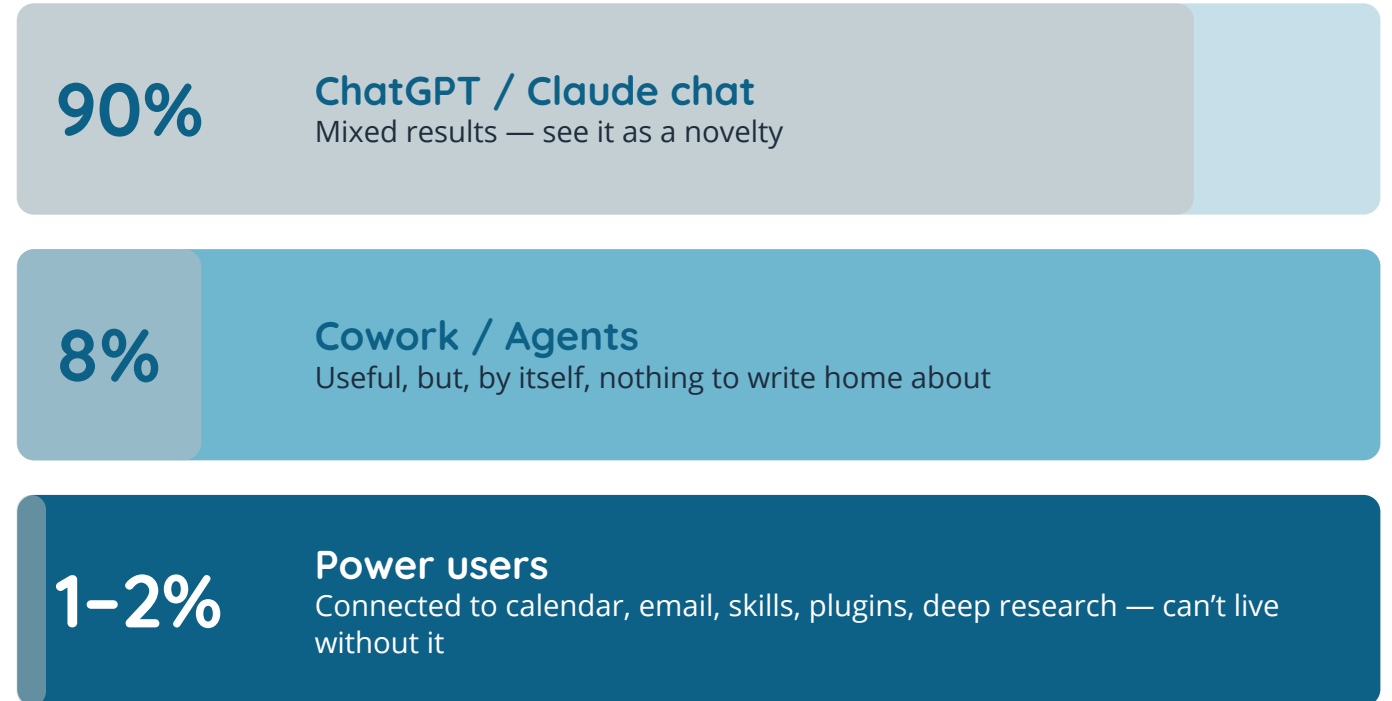 90%
ChatGPT / Claude chat
Mixed results — see it as a novelty
8%
Cowork / Agents
Useful, but, by itself, nothing to write home about
1–2%
Power users
Connected to calendar, email, skills, plugins, deep research — can’t live
without it